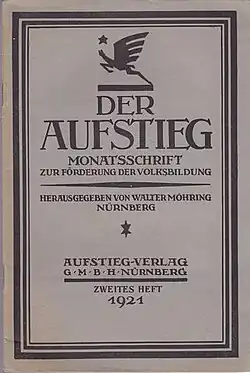 DER
AUFSTIEG
MONATSSCHRIFT
ZUR FÖRDERUNG DER VOLKSBILDUNG
HERAUSGEGEBEN VON WALTER MÖHRING
NÜRNBERG
AUFSTIEG-VERLAG
G·M·B·H·NÜRNBERG
ZWEITES HEFT
1921